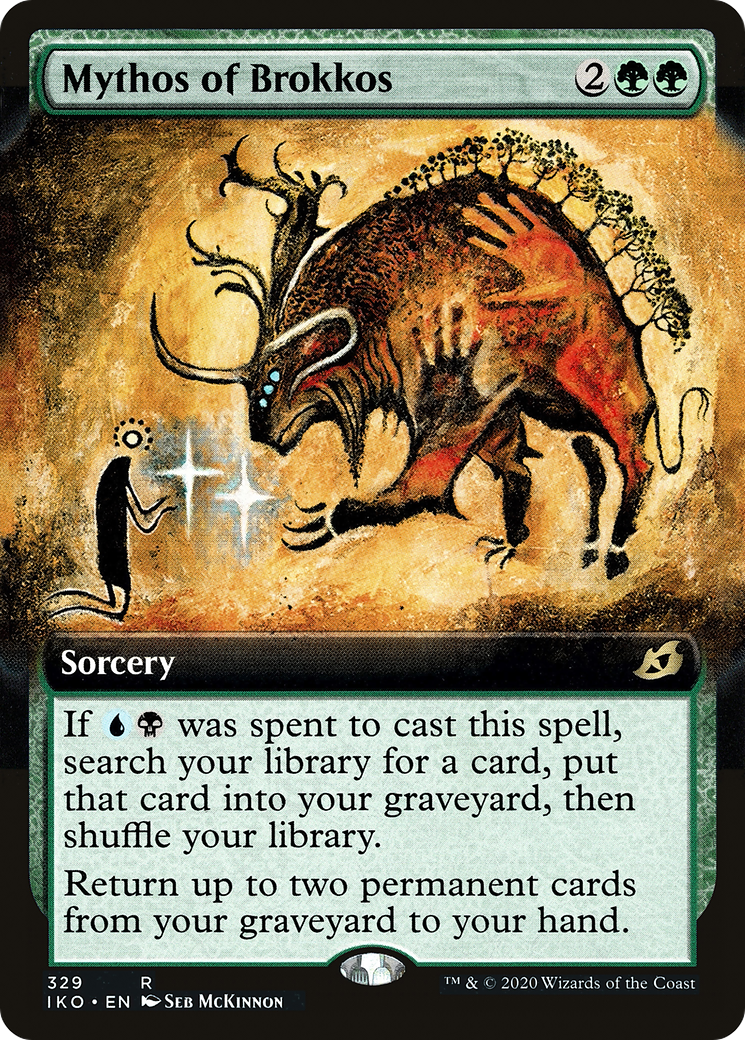 Mythos of Brokkos 2
Sorcery
If was spent to cast this spell,
search your library for a card, put
that card into your graveyard, then
shuffle your library.
Return up to two permanent cards
from your graveyard to your hand.
329 R
IKO • EN Seb McKinnon
™ & © 2020 Wizards of the Coast